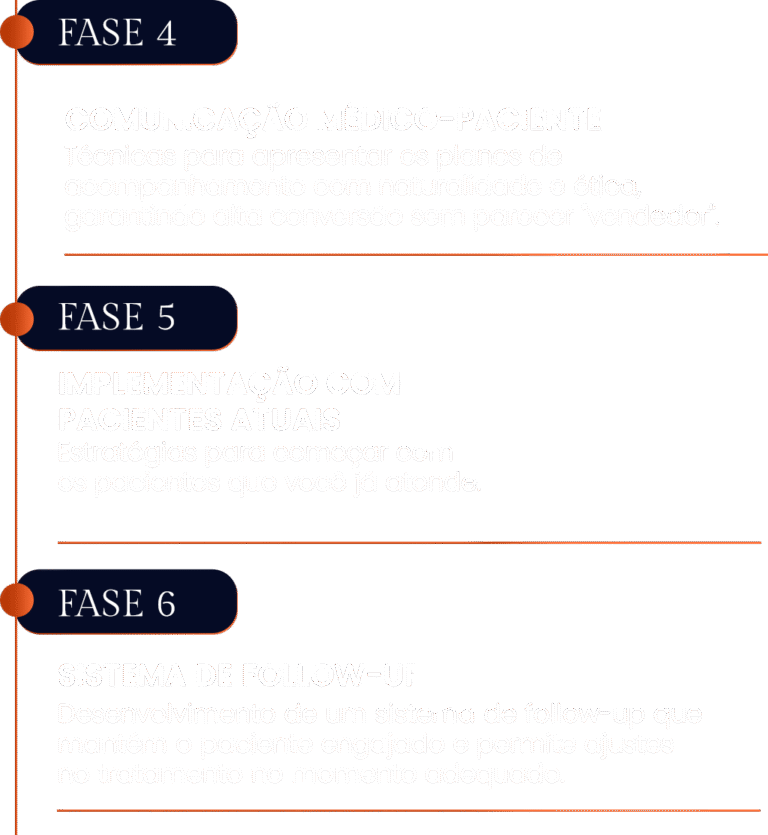 FASE 4
COMUNICAÇÃO MÉDICO-PACIENTE
Técnicas para apresentar os planos de
acompanhamento com naturalidade e ética,
garantindo alta conversão sem parecer "vendedor".
FASE 5
IMPLEMENTAÇÃO COM
PACIENTES ATUAIS
Estratégias para começar com
os pacientes que você já atende.
FASE 6
SISTEMA DE FOLLOW-UP
Desenvolvimento de um sistema de follow-up que
mantém o paciente engajado e permite ajustes
no tratamento no momento adequado.